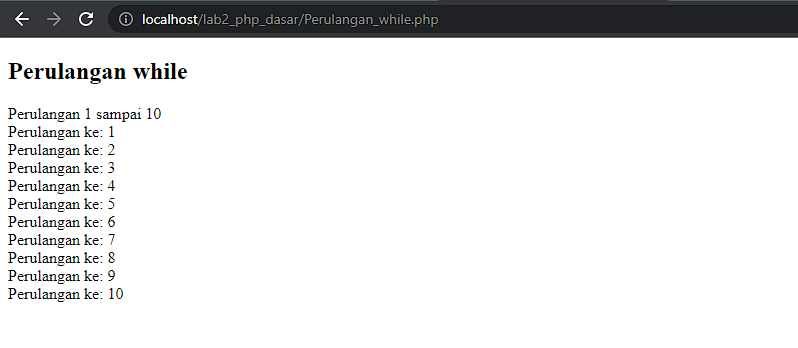 localhost/lab2_php_dasar/Perulangan_while.php
Perulangan while
Perulangan 1 sampai 10
Perulangan ke: 1
Perulangan ke: 2
Perulangan ke: 3
Perulangan ke: 4
Perulangan ke: 5
Perulangan ke: 6
Perulangan ke: 7
Perulangan ke: 8
Perulangan ke: 9
Perulangan ke: 10